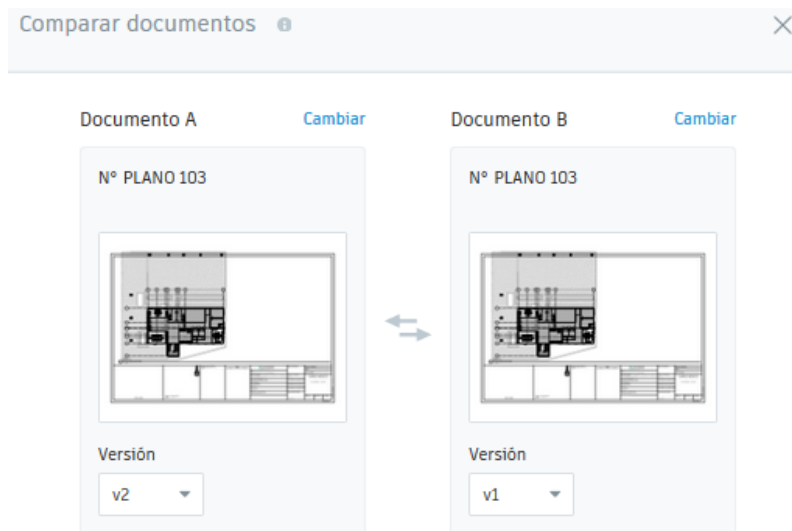 Comparar documentos
Documento A
Cambiar
Documento B
Cambiar
Nº PLANO 103
Nº PLANO 103
Versión
Versión
v2
v1